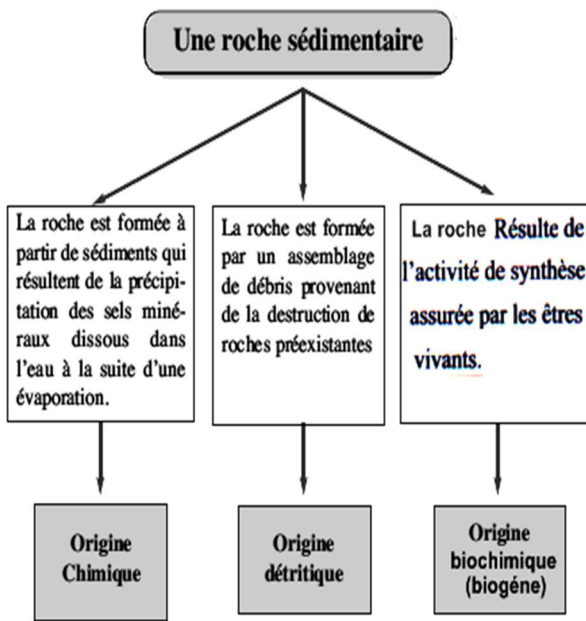 Une roche sédimentaire
La roche est formée à
partir de sédiments qui
résultent de la précipi-
tation des sels miné-
raux dissous dans
l'eau à la suite d'une
évaporation.
La roche est formée
par un assemblage
de débris provenant
de la destruction de
roches préexistantes
La roche Résulte de
l'activité de synthèse
assurée par les êtres
vivants.
Origine
Chimique
Origine
détritique
Origine
biochimique
(biogéne)